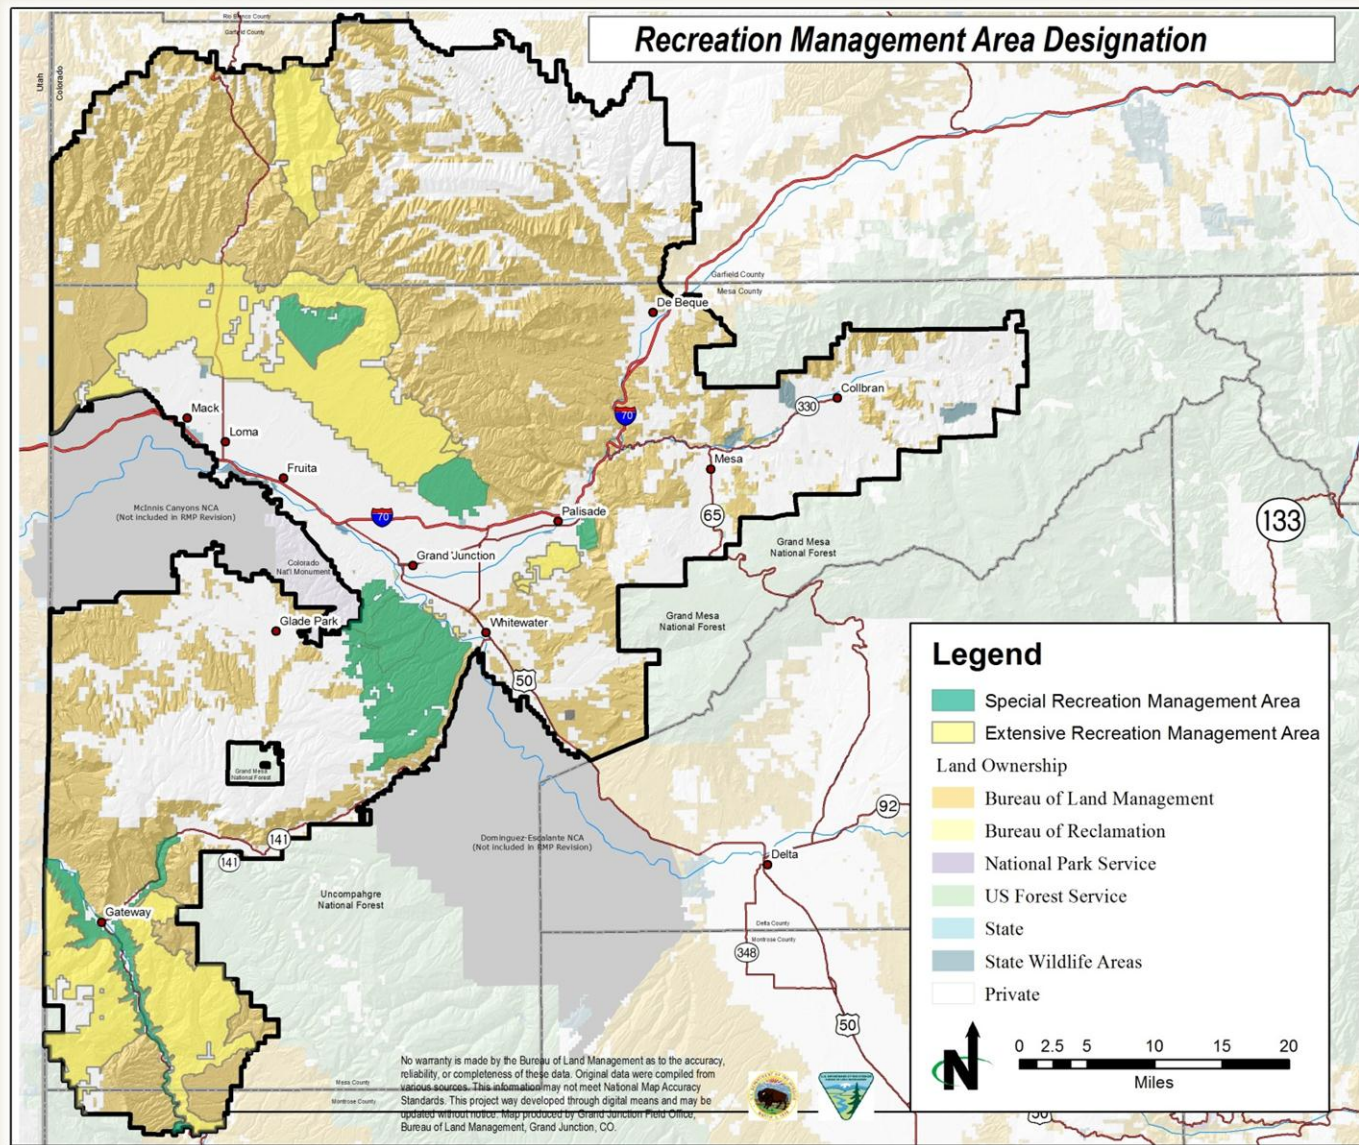 Recreation Management Area Designation
Rio Blanco County
Garfield County
Utah
Colorado
Garfield County
Mesa County
De Beque
Collbran
330
70
Mack
Loma
Mesa
Fruita
McInnis Canyons NCA
(Not included in RMP Revision)
70
Palisade
65
133
Grand Junction
Grand Mesa
National Forest
Colorado
Nat'l Monument
Glade Park
Whitewater
Grand Mesa
National Forest
50
Grand Mesa
National Forest
141
141
Dominguez-Escalante NCA
(Not included in RMP Revision)
92
Delta
Uncompahgre
National Forest
Gateway
Delta County
Montrose County
348
50
Mesa County
Montrose County
50
Legend
Special Recreation Management Area
Extensive Recreation Management Area
Land Ownership
Bureau of Land Management
Bureau of Reclamation
National Park Service
US Forest Service
State
State Wildlife Areas
Private
N
0 2.5 5 10 15 20
Miles
No warranty is made by the Bureau of Land Management as to the accuracy,
reliability, or completeness of these data. Original data were compiled from
various sources. This information may not meet National Map Accuracy
Standards. This project way developed through digital means and may be
updated without notice. Map produced by Grand Junction Field Office,
Bureau of Land Management, Grand Junction, CO.